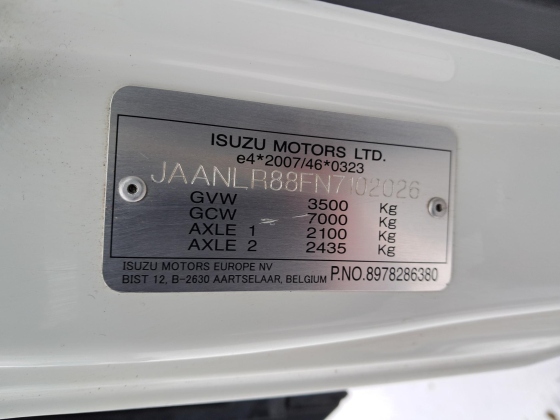 ISUZU MOTORS LTD.
e4*2007/46*0323
JAANLR88FN7102026
GVW 3500 Kg
GCW 7000 Kg
AXLE 1 2100 Kg
AXLE 2 2435 Kg
ISUZU MOTORS EUROPE NV
BIST 12, B-2630 AARTSELAAR, BELGIUM P.NO.8978286380